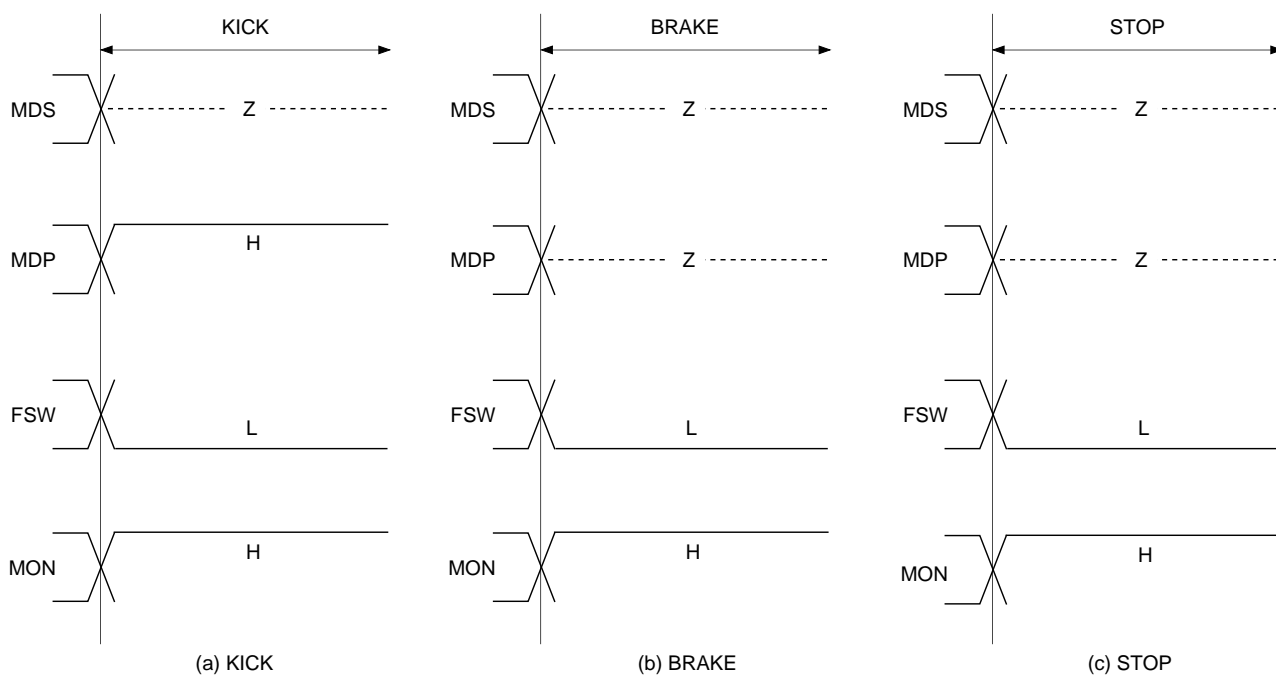 KICK BRAKE STOP
MDS Z MDS Z MDS Z
MDP H MDP Z MDP Z
FSW L FSW L FSW L
MON H MON H MON H
(a) KICK (b) BRAKE (c) STOP